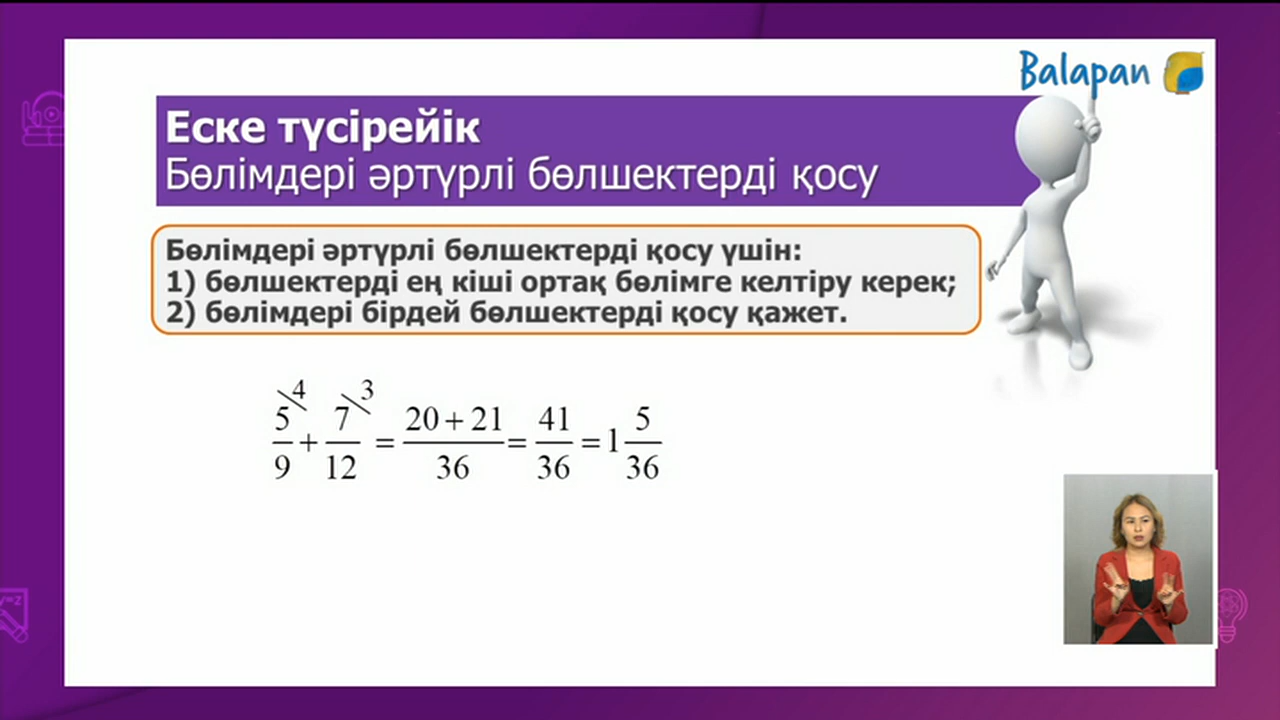 Balapan
Еске түсірейік
Бөлімдері әртүрлі бөлшектерді қосу
Бөлімдері әртүрлі бөлшектерді қосу үшін:
1) бөлшектерді ең кіші ортақ бөлімге келтіру керек;
2) бөлімдері бірдей бөлшектерді қосу қажет.
4 3
5 7 20 + 21 41 5
+ = = = 1
9 12 36 36 36
y=z